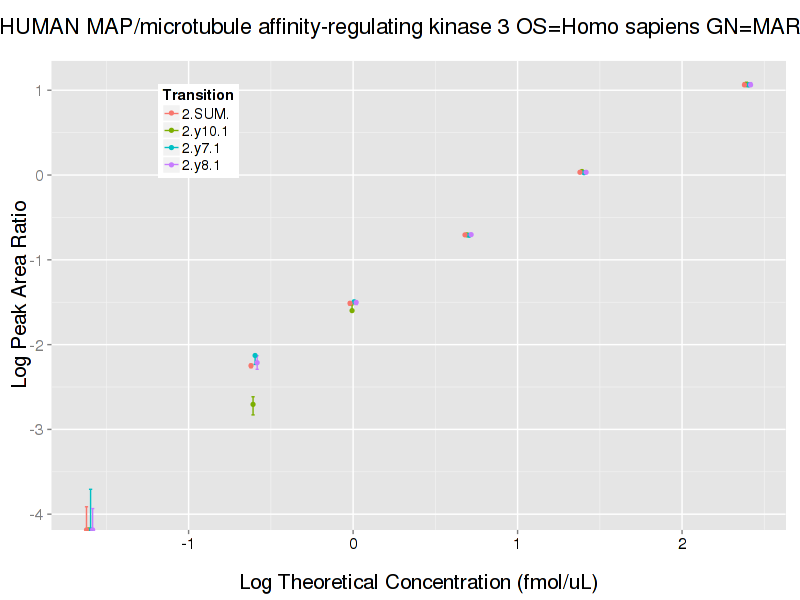 HUMAN MAP/microtubule affinity-regulating kinase 3 OS=Homo sapiens GN=MAR
Transition
2.SUM.
2.y10.1
2.y7.1
2.y8.1
Log Peak Area Ratio
1
0
-1
-2
-3
-4
-1 0 1 2
Log Theoretical Concentration (fmol/uL)